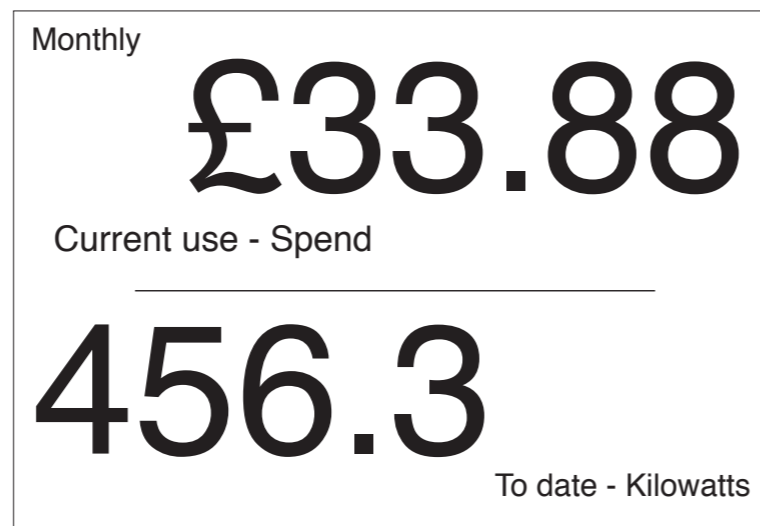 Monthly
£33.88
Current use - Spend
456.3
To date - Kilowatts